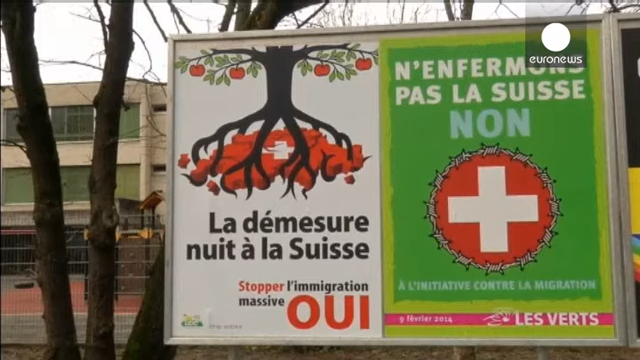 euronews
La démesure
nuit à la Suisse
Stopper l'immigration
massive OUI
UDC
N'ENFERMONS
PAS LA SUISSE
NON
À L'INITIATIVE CONTRE LA MIGRATION
9 février 2014 LES VERTS